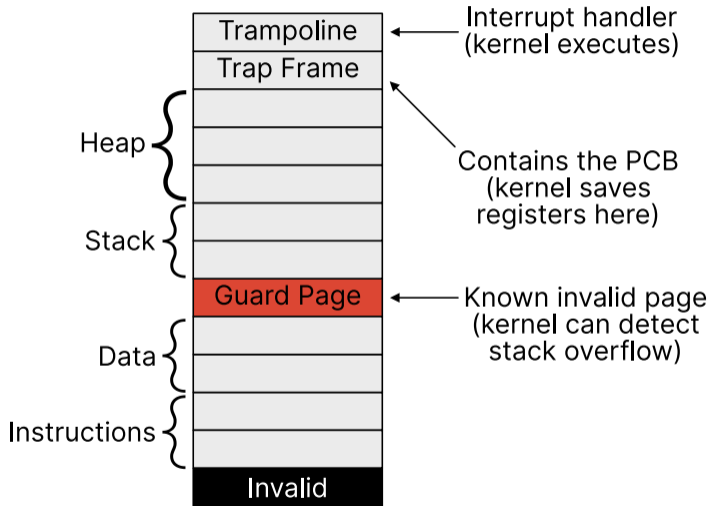 Trampoline
Interrupt handler
(kernel executes)
Trap Frame
Heap
Contains the PCB
(kernel saves
registers here)
Stack
Guard Page
Known invalid page
(kernel can detect
stack overflow)
Data
Instructions
Invalid